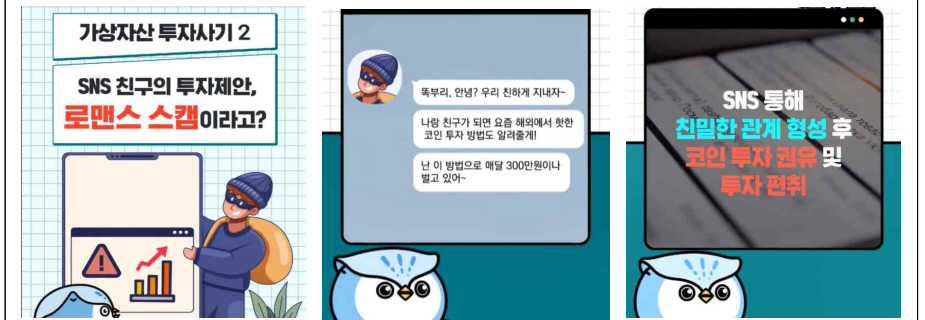 가상자산 투자사기 2
SNS 친구의 투자제안,
로맨스 스캠이라고?
똑부리, 안녕? 우리 친하게 지내자~
나랑 친구가 되면 요즘 해외에서 핫한
코인 투자 방법도 알려줄게!
난 이 방법으로 매달 300만원이나
벌고 있어~
SNS 통해
친밀한 관계 형성 후
코인 투자 권유 및
투자 편취